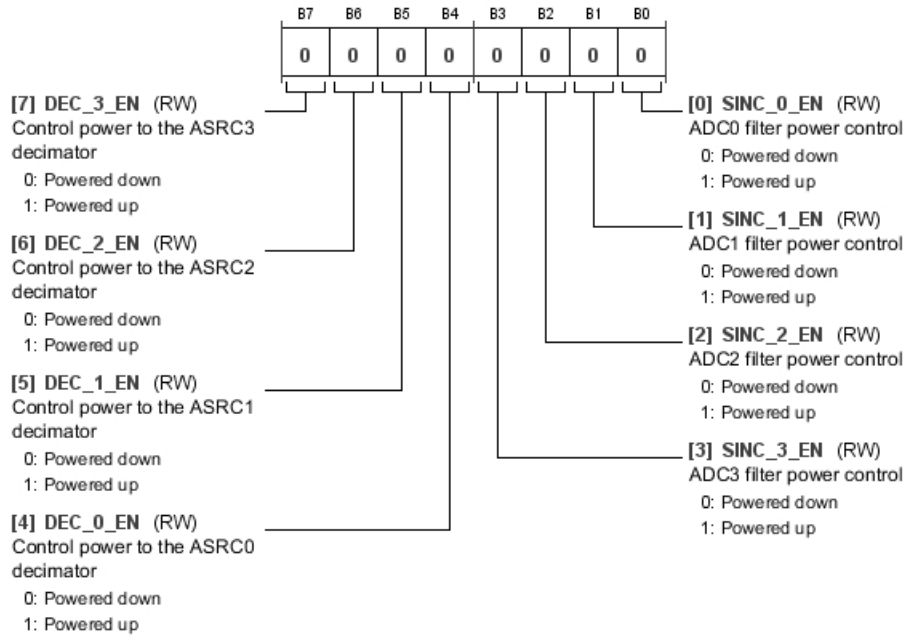 B7 B6 B5 B4 B3 B2 B1 B0
0 0 0 0 0 0 0 0
[7] DEC_3_EN (RW)
Control power to the ASRC3
decimator
0: Powered down
1: Powered up
[6] DEC_2_EN (RW)
Control power to the ASRC2
decimator
0: Powered down
1: Powered up
[5] DEC_1_EN (RW)
Control power to the ASRC1
decimator
0: Powered down
1: Powered up
[4] DEC_0_EN (RW)
Control power to the ASRC0
decimator
0: Powered down
1: Powered up
[0] SINC_0_EN (RW)
ADC0 filter power control
0: Powered down
1: Powered up
[1] SINC_1_EN (RW)
ADC1 filter power control
0: Powered down
1: Powered up
[2] SINC_2_EN (RW)
ADC2 filter power control
0: Powered down
1: Powered up
[3] SINC_3_EN (RW)
ADC3 filter power control
0: Powered down
1: Powered up